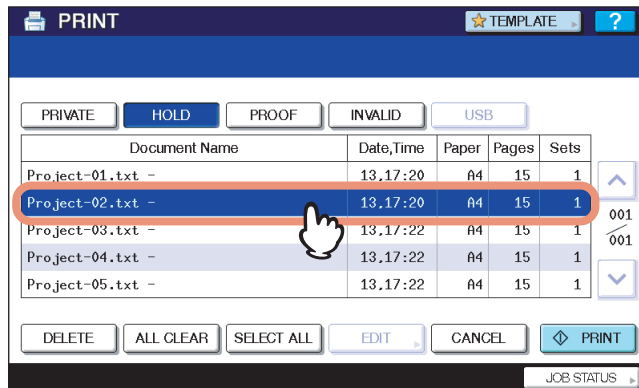 PRINT TEMPLATE ?
PRIVATE HOLD PROOF INVALID USB
Document Name Date,Time Paper Pages Sets
Project-01.txt - 13,17:20 A4 15 1
Project-02.txt - 13,17:20 A4 15 1
Project-03.txt - 13,17:22 A4 15 1
Project-04.txt - 13,17:22 A4 15 1
Project-05.txt - 13,17:22 A4 15 1
001
001
DELETE ALL CLEAR SELECT ALL EDIT CANCEL PRINT
JOB STATUS